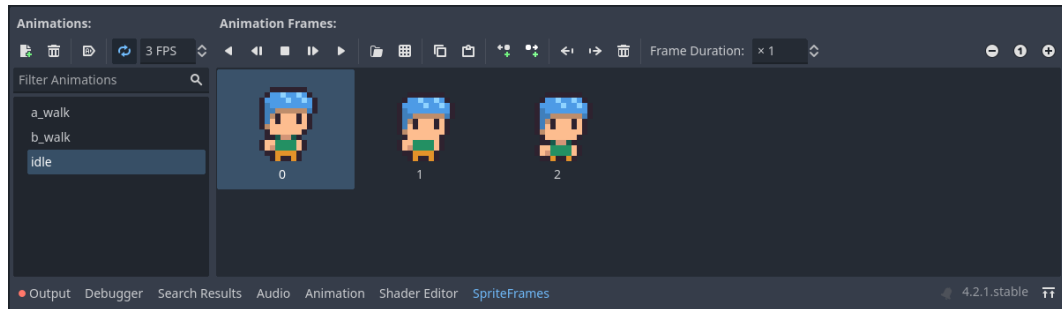 Animations:
Animation Frames:
3 FPS
Frame Duration: × 1
1
Filter Animations
a_walk
b_walk
idle
0
1
2
Output Debugger Search Results Audio Animation Shader Editor SpriteFrames
4.2.1.stable